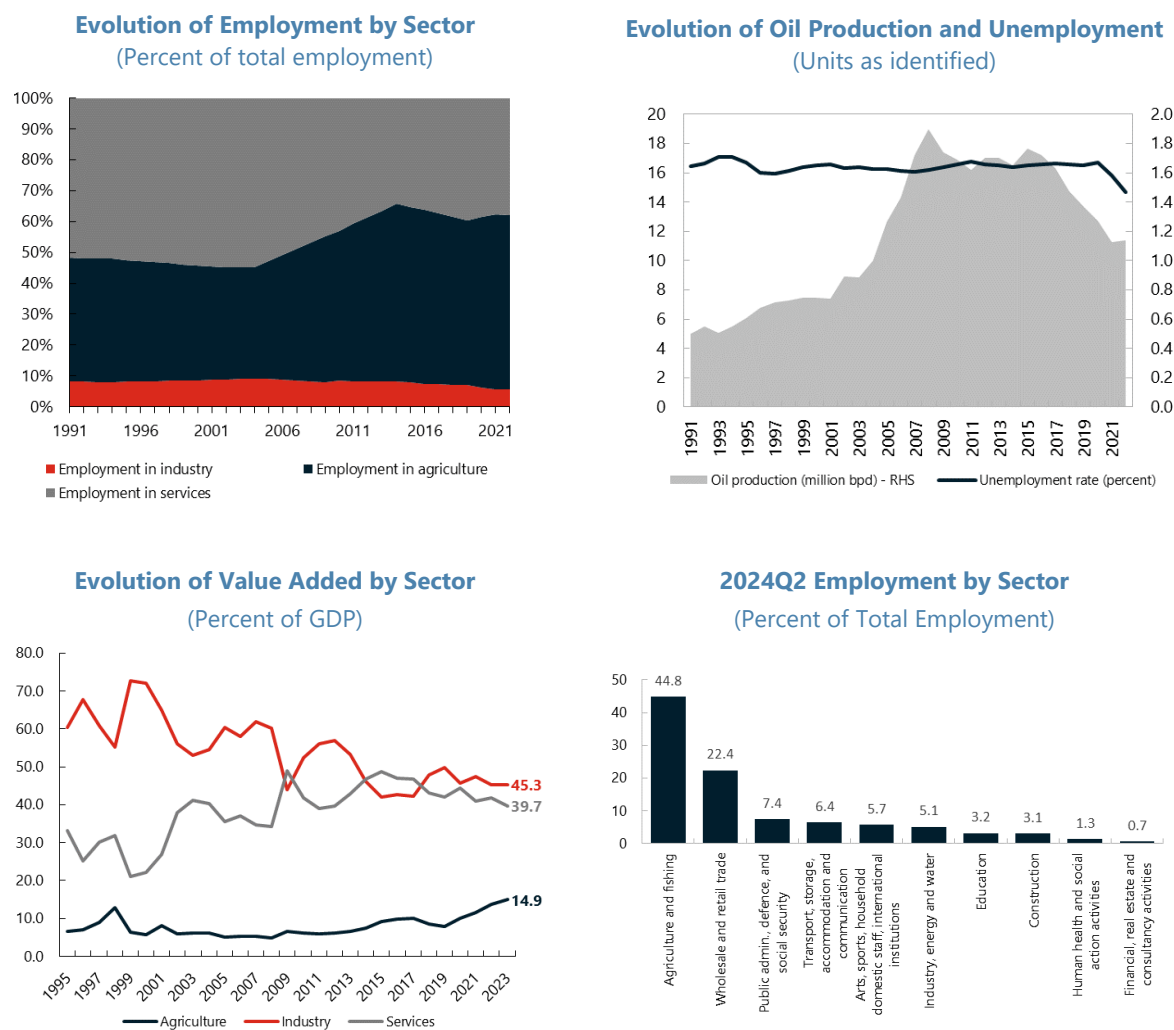 Evolution of Employment by Sector
(Percent of total employment)
100%
90%
80%
70%
60%
50%
40%
30%
20%
10%
0%
1991 1996 2001 2006 2011 2016 2021
Employment in industry
Employment in agriculture
Employment in services
Evolution of Oil Production and Unemployment
(Units as identified)
20 2.0
18 1.8
16 1.6
14 1.4
12 1.2
10 1.0
8 0.8
6 0.6
4 0.4
2 0.2
0 0.0
1991 1993 1995 1997 1999 2001 2003 2005 2007 2009 2011 2013 2015 2017 2019 2021
Oil production (million bpd) - RHS
Unemployment rate (percent)
Evolution of Value Added by Sector
(Percent of GDP)
80.0
70.0
60.0
50.0
40.0
30.0
20.0
10.0
0.0
45.3
39.7
14.9
1995 1997 1999 2001 2003 2005 2007 2009 2011 2013 2015 2017 2019 2021 2023
Agriculture
Industry
Services
2024Q2 Employment by Sector
(Percent of Total Employment)
50
40
30
20
10
0
44.8
22.4
7.4
6.4
5.7
5.1
3.2
3.1
1.3
0.7
Agriculture and fishing
Wholesale and retail trade
Public admin., defence, and
social security
Transport, storage,
accommodation and
communication
Arts, sports, household
domestic staff, international
institutions
Industry, energy and water
Education
Construction
Human health and social
action activities
Financial, real estate and
consultancy activities